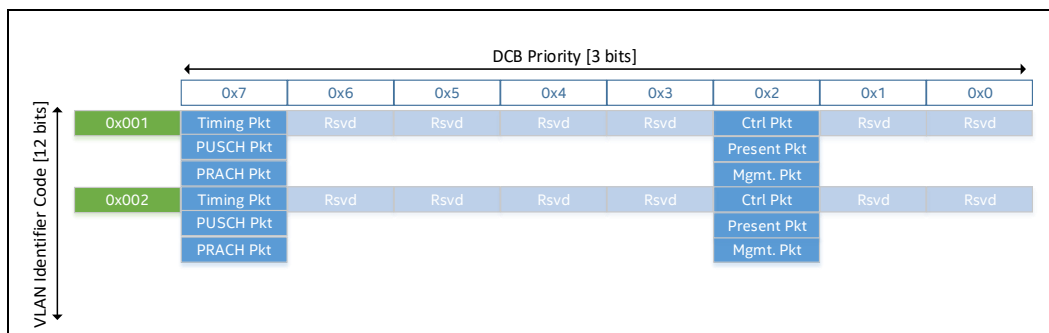 DCB Priority [3 bits]
0x7 0x6 0x5 0x4 0x3 0x2 0x1 0x0
VLAN Identifier Code [12 bits]
0x001 Timing Pkt Rsvd Rsvd Rsvd Rsvd Ctrl Pkt Rsvd Rsvd
PUSCH Pkt Present Pkt
PRACH Pkt Mgmt. Pkt
0x002 Timing Pkt Rsvd Rsvd Rsvd Rsvd Ctrl Pkt Rsvd Rsvd
PUSCH Pkt Present Pkt
PRACH Pkt Mgmt. Pkt